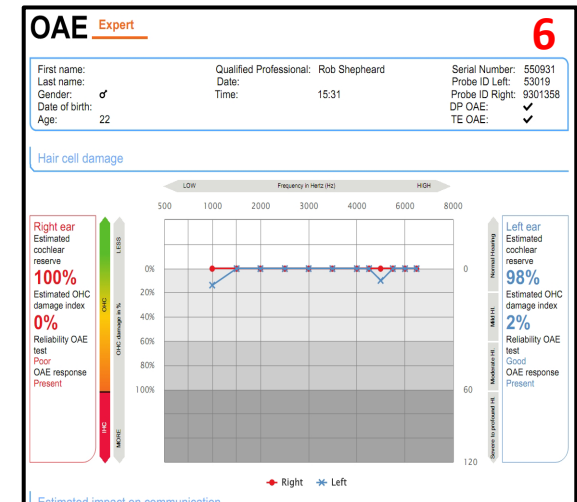 OAE Expert
6
First name:
Last name:
Gender: ♂
Date of birth:
Age: 22
Qualified Professional: Rob Shepheard
Date:
Time: 15:31
Serial Number: 550931
Probe ID Left: 53019
Probe ID Right: 9301358
DP OAE: ✓
TE OAE: ✓
Hair cell damage
LOW Frequency in Hertz (Hz) HIGH
500 1000 2000 3000 4000 6000 8000
Right ear
Estimated
cochlear
reserve
100%
Estimated OHC
damage index
0%
Reliability OAE
test
Poor
OAE response
Present
OHC
IHC
LESS
OHC damage in %
MORE
0%
20%
40%
60%
80%
100%
0
60
120
Normal Hearing
Mild Hl.
Moderate Hl.
Severe to profound Hl.
Left ear
Estimated
cochlear
reserve
98%
Estimated OHC
damage index
2%
Reliability OAE
test
Good
OAE response
Present
Right Left
Estimated impact on communication